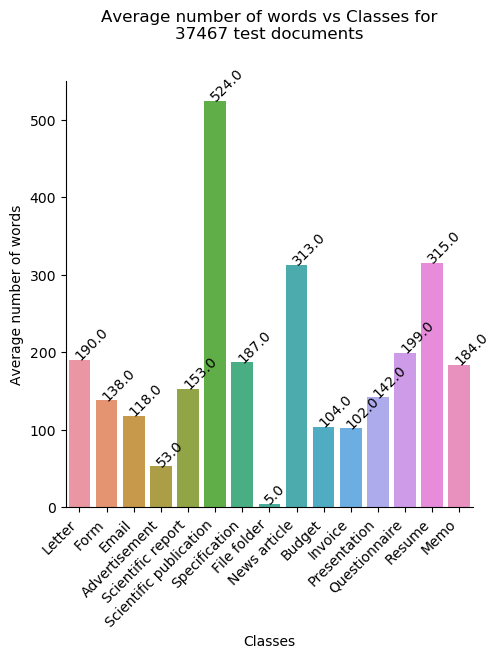 Average number of words vs Classes for
37467 test documents
Average number of words
500
400
300
200
100
0
190.0
138.0
118.0
53.0
153.0
524.0
187.0
5.0
313.0
104.0
102.0
142.0
199.0
315.0
184.0
Letter
Form
Email
Advertisement
Scientific report
Scientific publication
Specification
File folder
News article
Budget
Invoice
Presentation
Questionnaire
Resume
Memo
Classes